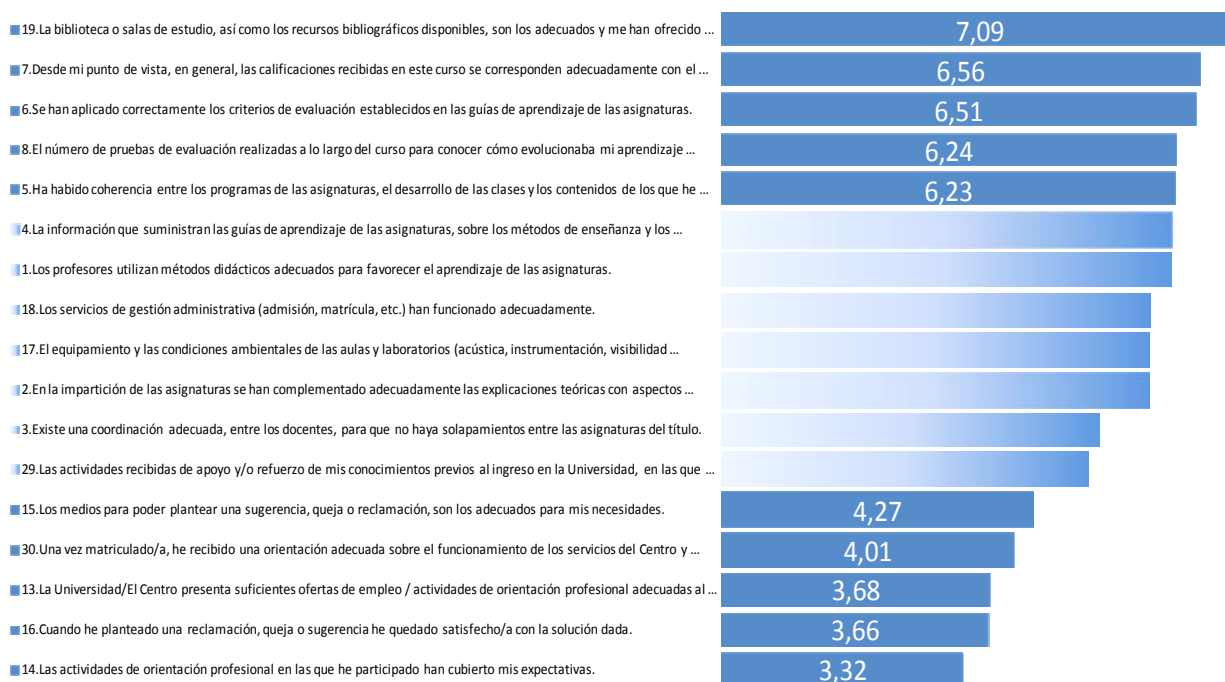 19.La biblioteca o salas de estudio, así como los recursos bibliográficos disponibles, son los adecuados y me han ofrecido ... 7,09
7.Desde mi punto de vista, en general, las calificaciones recibidas en este curso se corresponden adecuadamente con el ... 6,56
6.Se han aplicado correctamente los criterios de evaluación establecidos en las guías de aprendizaje de las asignaturas. 6,51
8.El número de pruebas de evaluación realizadas a lo largo del curso para conocer cómo evolucionaba mi aprendizaje ... 6,24
5.Ha habido coherencia entre los programas de las asignaturas, el desarrollo de las clases y los contenidos de los que he ... 6,23
4.La información que suministran las guías de aprendizaje de las asignaturas, sobre los métodos de enseñanza y los ...
1.Los profesores utilizan métodos didácticos adecuados para favorecer el aprendizaje de las asignaturas.
18.Los servicios de gestión administrativa (admisión, matrícula, etc.) han funcionado adecuadamente.
17.El equipamiento y las condiciones ambientales de las aulas y laboratorios (acústica, instrumentación, visibilidad ...
2.En la impartición de las asignaturas se han complementado adecuadamente las explicaciones teóricas con aspectos ...
3.Existe una coordinación adecuada, entre los docentes, para que no haya solapamientos entre las asignaturas del título.
29.Las actividades recibidas de apoyo y/o refuerzo de mis conocimientos previos al ingreso en la Universidad, en las que ...
15.Los medios para poder plantear una sugerencia, queja o reclamación, son los adecuados para mis necesidades. 4,27
30.Una vez matriculado/a, he recibido una orientación adecuada sobre el funcionamiento de los servicios del Centro y ... 4,01
13.La Universidad/El Centro presenta suficientes ofertas de empleo / actividades de orientación profesional adecuadas al ... 3,68
16.Cuando he planteado una reclamación, queja o sugerencia he quedado satisfecho/a con la solución dada. 3,66
14.Las actividades de orientación profesional en las que he participado han cubierto mis expectativas. 3,32